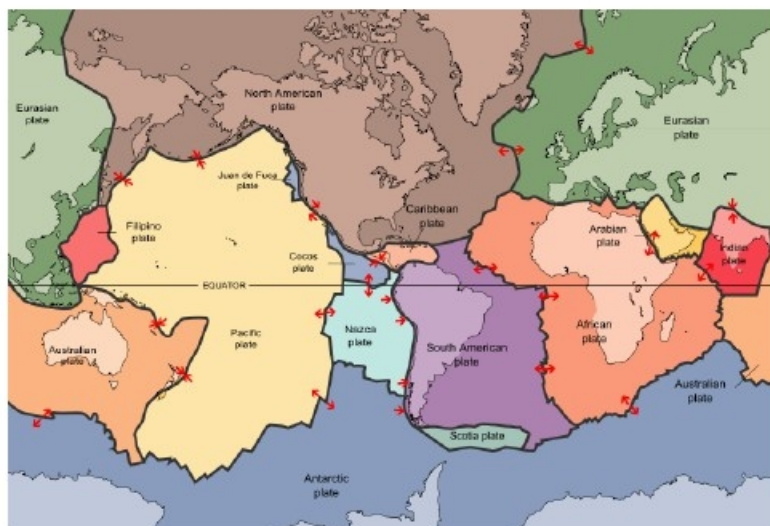 North American
plate
Eurasian
plate
Eurasian
plate
Juan de Fuca
plate
Caribbean
plate
Filipino
plate
Arabian
plate
Indian
plate
Cocos
plate
EQUATOR
Pacific
plate
Nazca
plate
African
plate
South American
plate
Australian
plate
Australian
plate
Scotia plate
Antarctic
plate